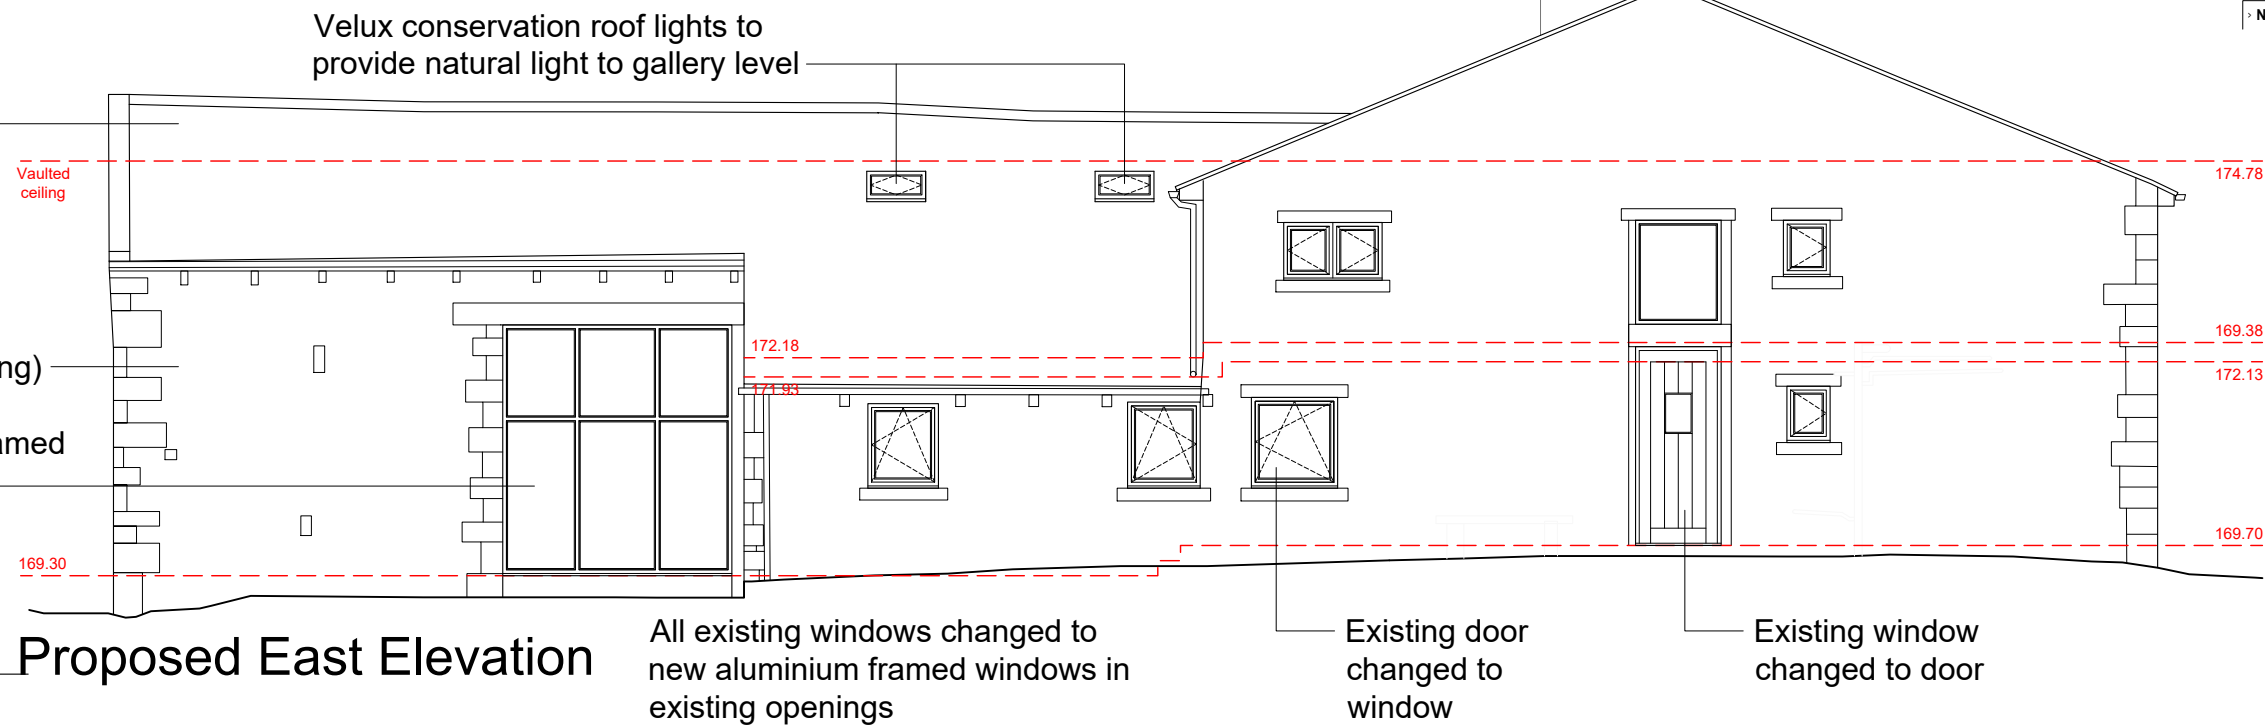 Velux conservation roof lights to
provide natural light to gallery level
N
Vaulted
ceiling
174.78
172.18
169.38
171.93
172.13
ng)
amed
169.30
169.70
Proposed East Elevation
All existing windows changed to
new aluminium framed windows in
existing openings
Existing door
changed to
window
Existing window
changed to door